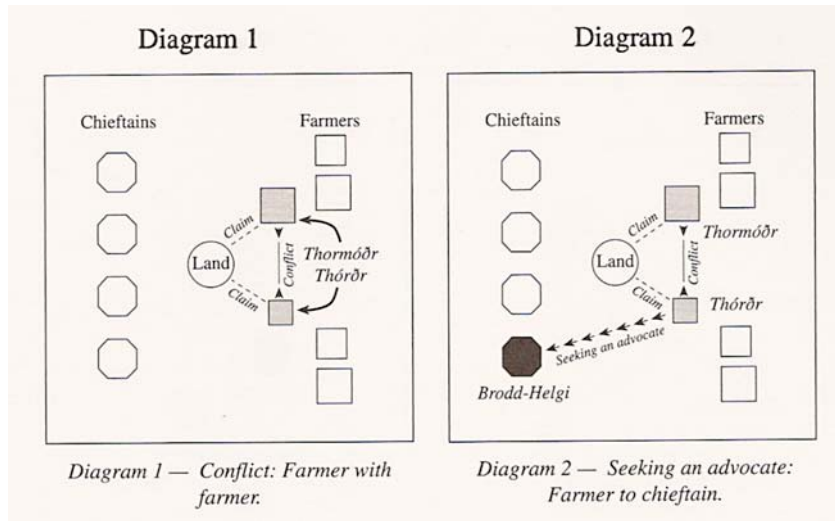 Diagram 1
Chieftains
Farmers
Claim
Land
Conflict
Thormóðr
Thórðr
Claim
Diagram 1 — Conflict: Farmer with
farmer.
Diagram 2
Chieftains
Farmers
Claim
Thormóðr
Land
Conflict
Claim
Thórðr
Seeking an advocate
Brodd-Helgi
Diagram 2 — Seeking an advocate:
Farmer to chieftain.